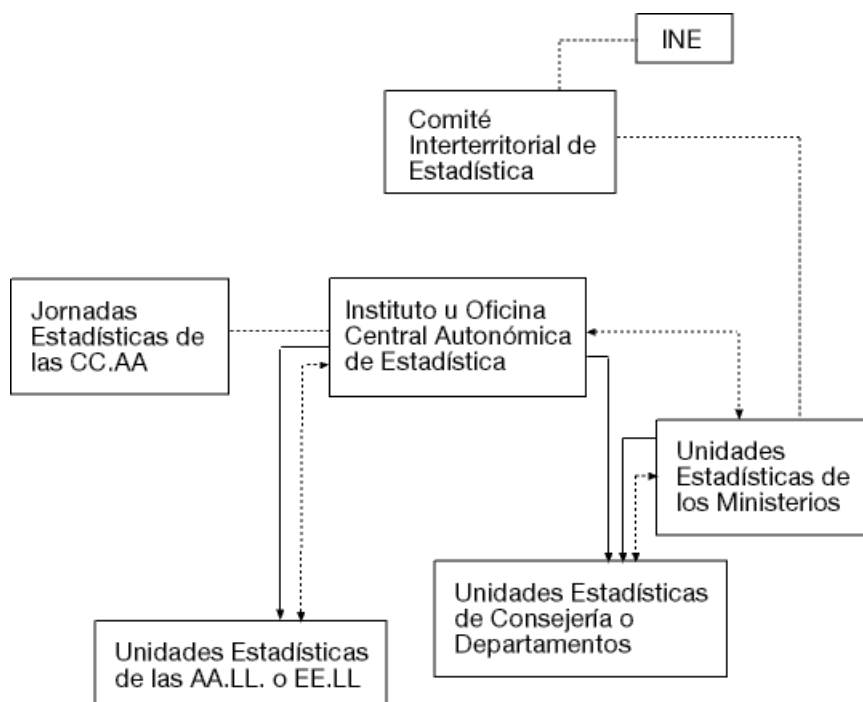 INE
Comité
Interterritorial de
Estadística
Jornadas
Estadísticas de
las CC.AA
Instituto u Oficina
Central Autonómica
de Estadística
Unidades
Estadísticas de
los Ministerios
Unidades Estadísticas
de Consejería o
Departamentos
Unidades Estadísticas
de las AA.LL. o EE.LL